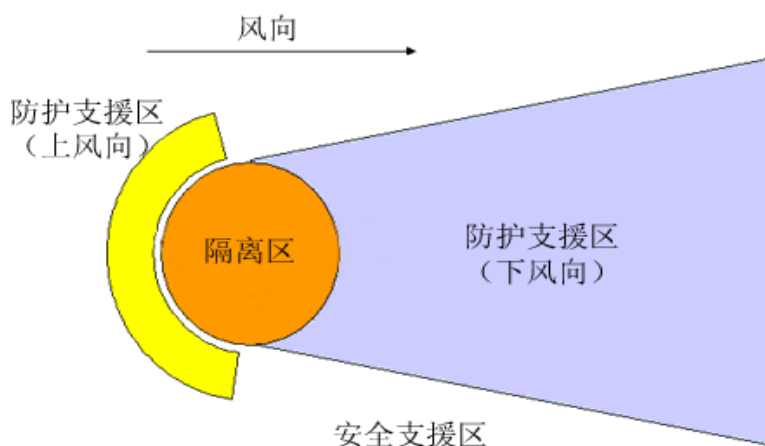 风向
防护支援区
（上风向）
隔离区
防护支援区
（下风向）
安全支援区